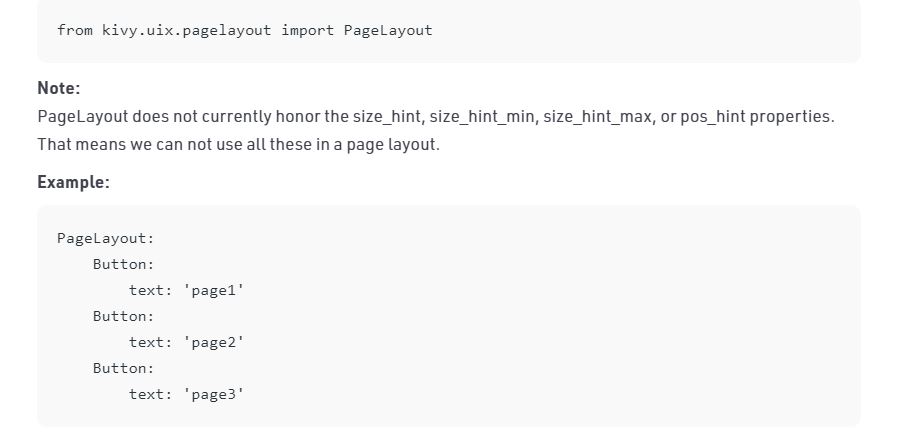 from kivy.uix.pagelayout import PageLayout
Note:
PageLayout does not currently honor the size_hint, size_hint_min, size_hint_max, or pos_hint properties.
That means we can not use all these in a page layout.
Example:
PageLayout:
    Button:
        text: 'page1'
    Button:
        text: 'page2'
    Button:
        text: 'page3'